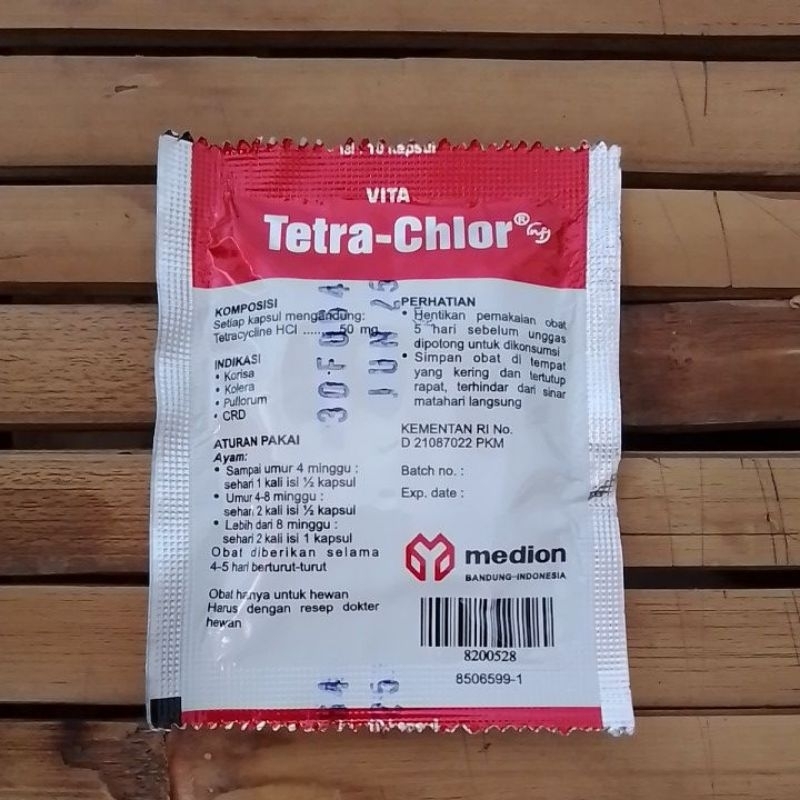 isi : 10 kapsul
VITA
Tetra-Chlor®
KOMPOSISI
Setiap kapsul mengandung:
Tetracycline HCl ....... 50 mg
INDIKASI
• Korisa
• Kolera
• Pullorum
• CRD
ATURAN PAKAI
Ayam:
• Sampai umur 4 minggu :
sehari 1 kali isi ½ kapsul
• Umur 4-8 minggu :
sehari 2 kali isi ½ kapsul
• Lebih dari 8 minggu :
sehari 2 kali isi 1 kapsul
Obat diberikan selama
4-5 hari berturut-turut
Obat hanya untuk hewan
Harus dengan resep dokter
hewan
PERHATIAN
• Hentikan pemakaian obat
5 hari sebelum unggas
dipotong untuk dikonsumsi
• Simpan obat di tempat
yang kering dan tertutup
rapat, terhindar dari sinar
matahari langsung
KEMENTAN RI No.
D 21087022 PKM
Batch no. :
Exp. date :
medion
BANDUNG-INDONESIA
8200528
8506599-1
JUN 25